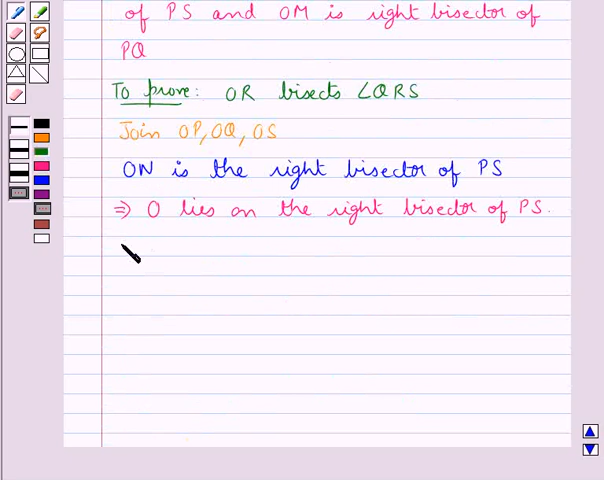 of PS and OM is right bisector of
PQ
To prove: OR bisects ∠QRS
Join OP, OQ, OS
ON is the right bisector of PS
⇒ O lies on the right bisector of PS.